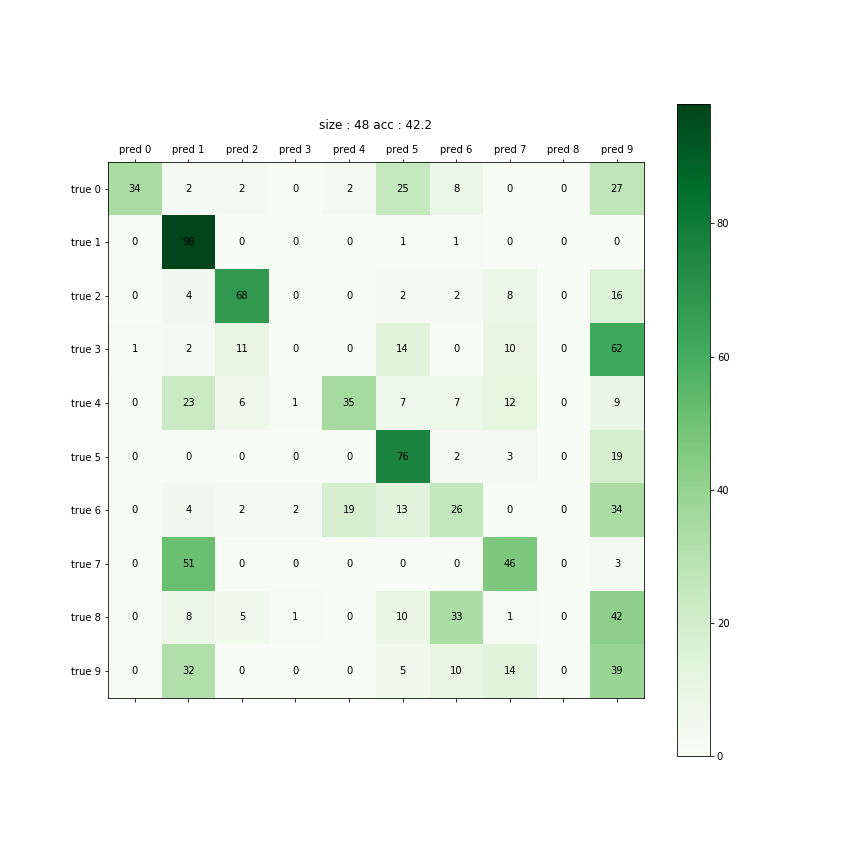 size : 48 acc : 42.2
pred 0 pred 1 pred 2 pred 3 pred 4 pred 5 pred 6 pred 7 pred 8 pred 9
true 0 34 2 2 0 2 25 8 0 0 27
true 1 0 98 0 0 0 1 1 0 0 0
true 2 0 4 68 0 0 2 2 8 0 16
true 3 1 2 11 0 0 14 0 10 0 62
true 4 0 23 6 1 35 7 7 12 0 9
true 5 0 0 0 0 0 76 2 3 0 19
true 6 0 4 2 2 19 13 26 0 0 34
true 7 0 51 0 0 0 0 0 46 0 3
true 8 0 8 5 1 0 10 33 1 0 42
true 9 0 32 0 0 0 5 10 14 0 39
80
60
40
20
0